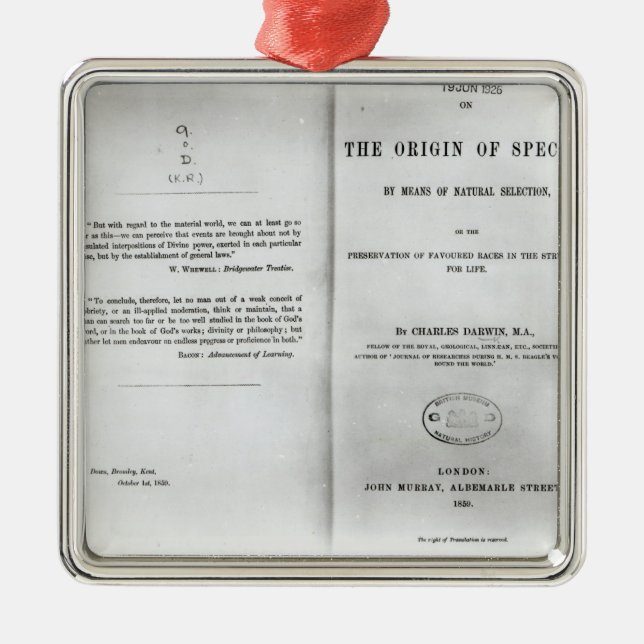 9.
o.
D.
(K.R.)
"But with regard to the material world, we can at least go so
r as this—we can perceive that events are brought about not by
sulated interpositions of Divine power, exerted in each particular
se, but by the establishment of general laws."
W. WHEWELL: Bridgewater Treatise.
"To conclude, therefore, let no man out of a weak conceit of
briety, or an ill-applied moderation, think or maintain, that a
an can search too far or be too well studied in the book of God's
ord, or in the book of God's works; divinity or philosophy; but
ther let men endeavour an endless progress or proficience in both."
BACON: Advancement of Learning.
Down, Bromley, Kent,
October 1st, 1859.
19 JUN 1926
ON
THE ORIGIN OF SPEC
BY MEANS OF NATURAL SELECTION,
OR THE
PRESERVATION OF FAVOURED RACES IN THE STR
FOR LIFE.
BY CHARLES DARWIN, M.A.,
FELLOW OF THE ROYAL, GEOLOGICAL, LINNEAN, ETC., SOCIETIE
AUTHOR OF 'JOURNAL OF RESEARCHES DURING H. M. S. BEAGLE'S VO
ROUND THE WORLD.'
BRITISH MUSEUM
NATURAL HISTORY
LONDON:
JOHN MURRAY, ALBEMARLE STREET
1859.
The right of Translation is reserved.